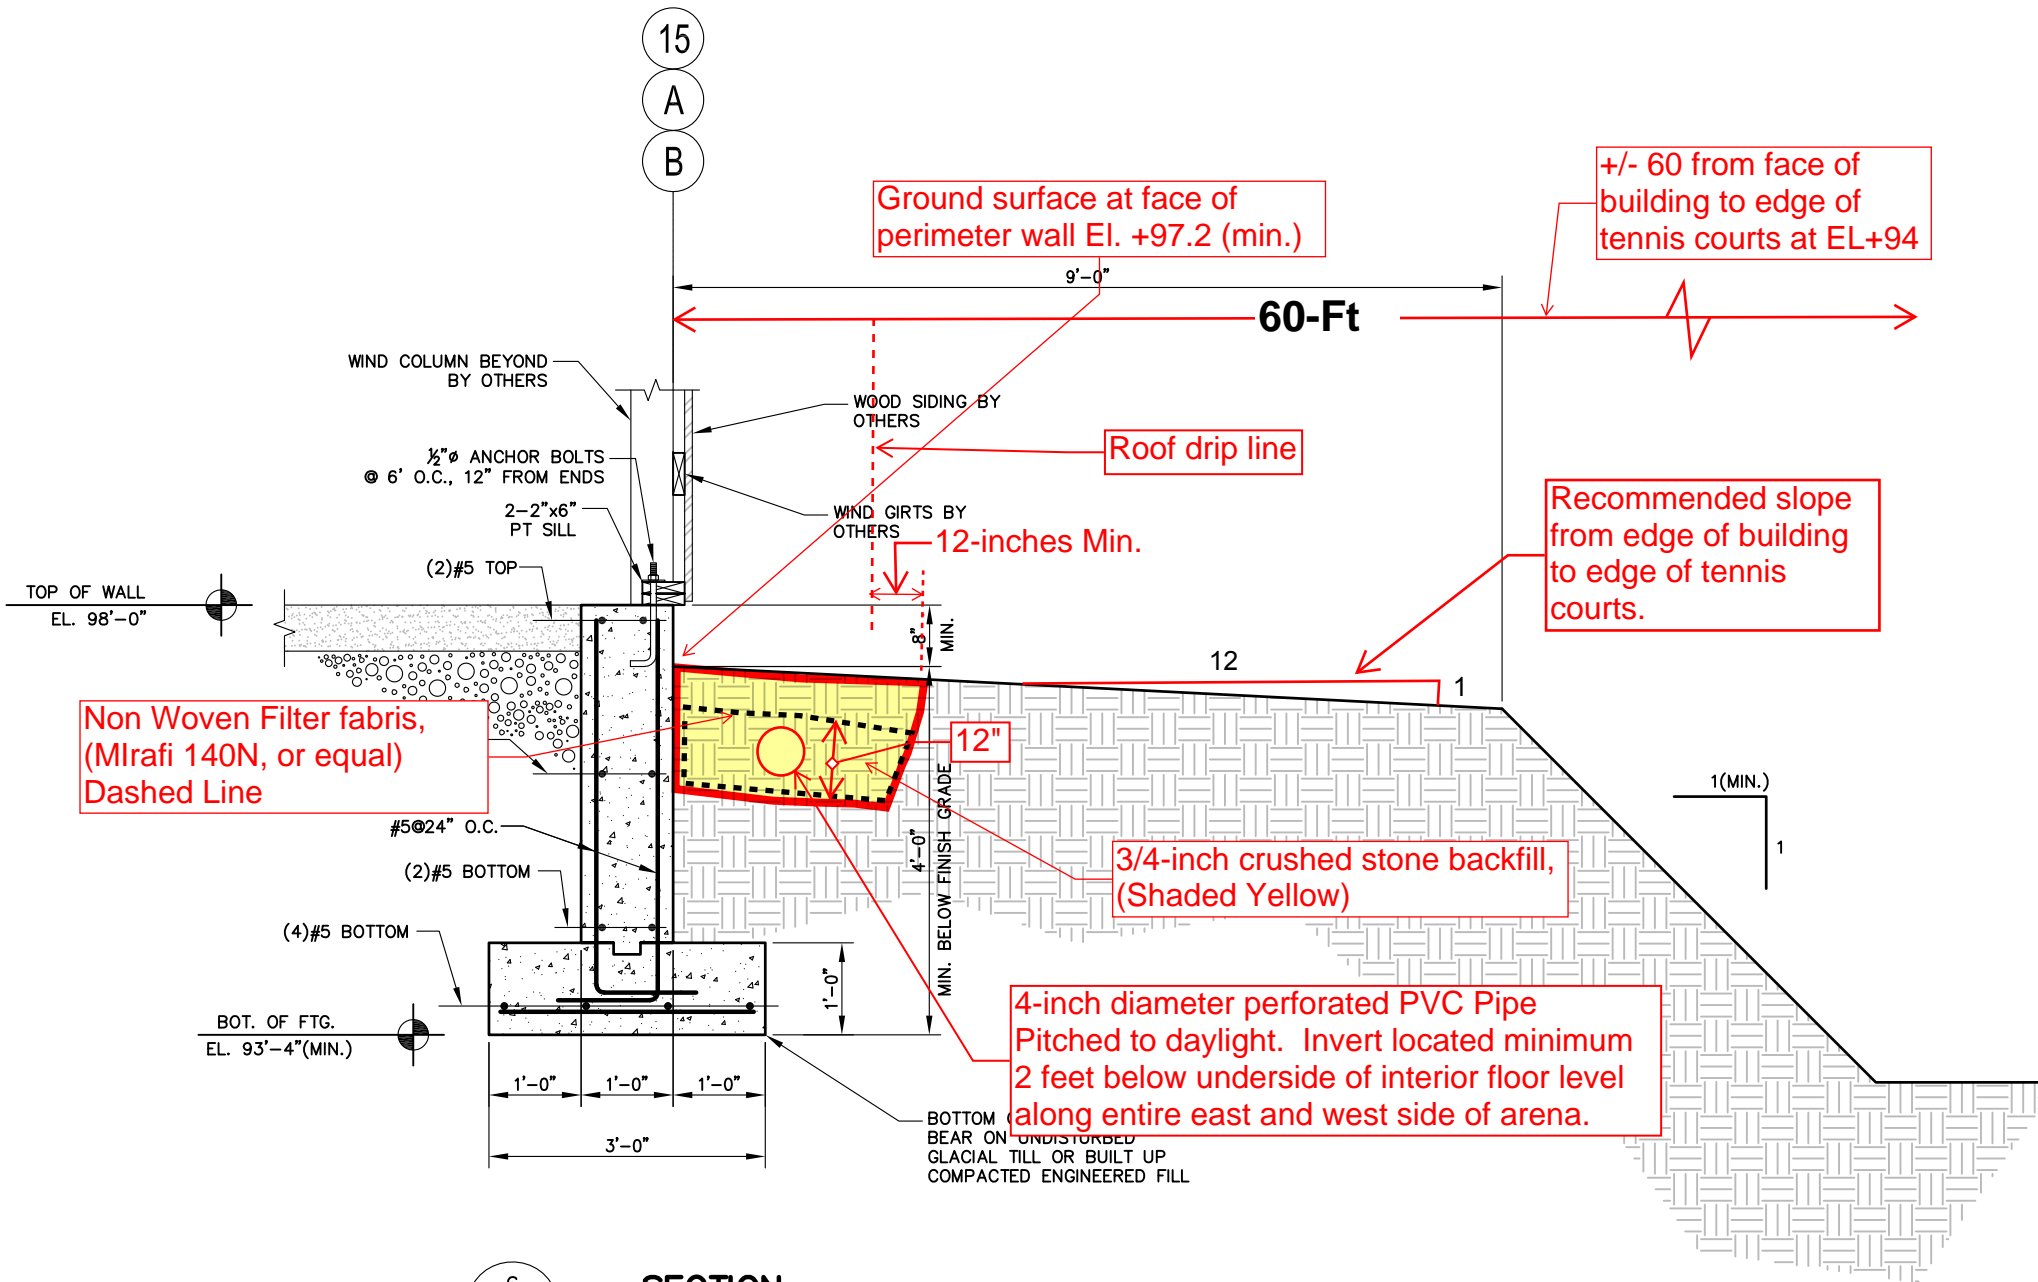 15
A
B
+/- 60 from face of
building to edge of
tennis courts at EL+94
Ground surface at face of
perimeter wall El. +97.2 (min.)
9'-0"
60-Ft
WIND COLUMN BEYOND
BY OTHERS
WOOD SIDING BY
OTHERS
Roof drip line
½"ø ANCHOR BOLTS
@ 6' O.C., 12" FROM ENDS
2-2"x6"
PT SILL
WIND GIRTS BY
OTHERS
12-inches Min.
Recommended slope
from edge of building
to edge of tennis
courts.
(2)#5 TOP
TOP OF WALL
EL. 98'-0"
8"
MIN.
12
1
Non Woven Filter fabris,
(MIrafi 140N, or equal)
Dashed Line
12"
1(MIN.)
1
#5@24" O.C.
4'-0"
MIN. BELOW FINISH GRADE
3/4-inch crushed stone backfill,
(Shaded Yellow)
(2)#5 BOTTOM
(4)#5 BOTTOM
1'-0"
4-inch diameter perforated PVC Pipe
Pitched to daylight. Invert located minimum
2 feet below underside of interior floor level
along entire east and west side of arena.
BOT. OF FTG.
EL. 93'-4"(MIN.)
1'-0"
1'-0"
1'-0"
3'-0"
BOTTOM
BEAR ON UNDISTURBED
GLACIAL TILL OR BUILT UP
COMPACTED ENGINEERED FILL
SECTION